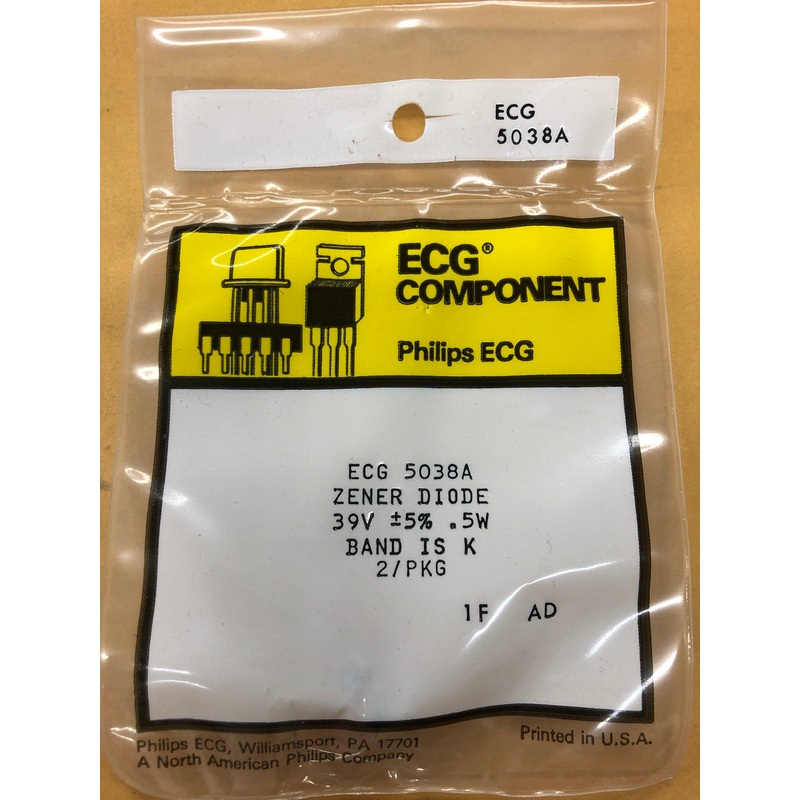 ECG
5038A
ECG®
COMPONENT
Philips ECG
ECG 5038A
ZENER DIODE
39V ±5% .5W
BAND IS K
2/PKG
1F AD
Philips ECG, Williamsport, PA 17701
A North American Philips Company
Printed in U.S.A.